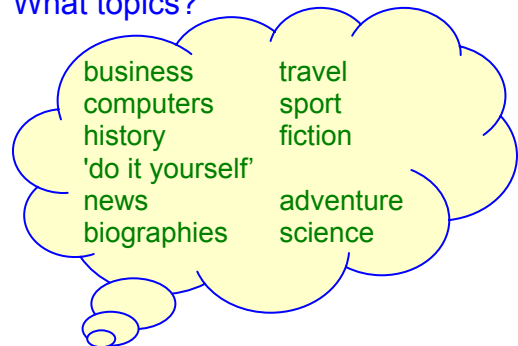 What topics?
business travel
computers sport
history fiction
'do it yourself’
news adventure
biographies science